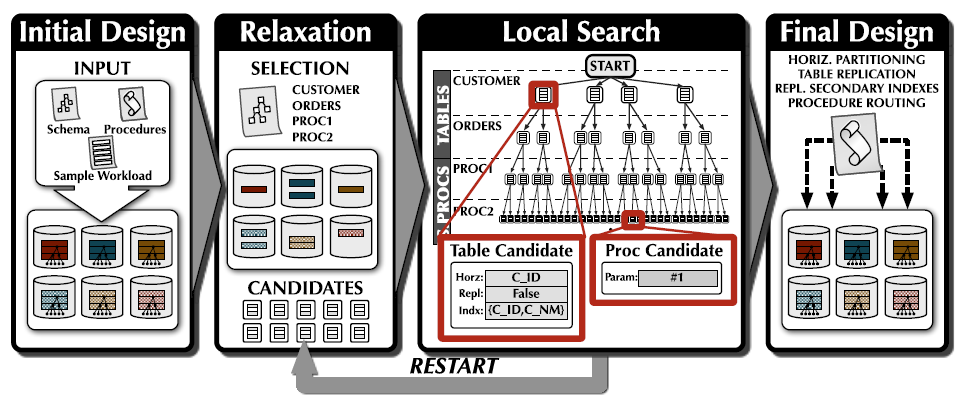 Initial Design
INPUT
Schema
Procedures
Sample Workload
Relaxation
SELECTION
CUSTOMER
ORDERS
PROC1
PROC2
CANDIDATES
Local Search
START
TABLES
CUSTOMER
ORDERS
PROCS
PROC1
PROC2
Table Candidate
Horz: C_ID
Repl: False
Indx: {C_ID,C_NM}
Proc Candidate
Param: #1
Final Design
HORIZ. PARTITIONING
TABLE REPLICATION
REPL. SECONDARY INDEXES
PROCEDURE ROUTING
RESTART